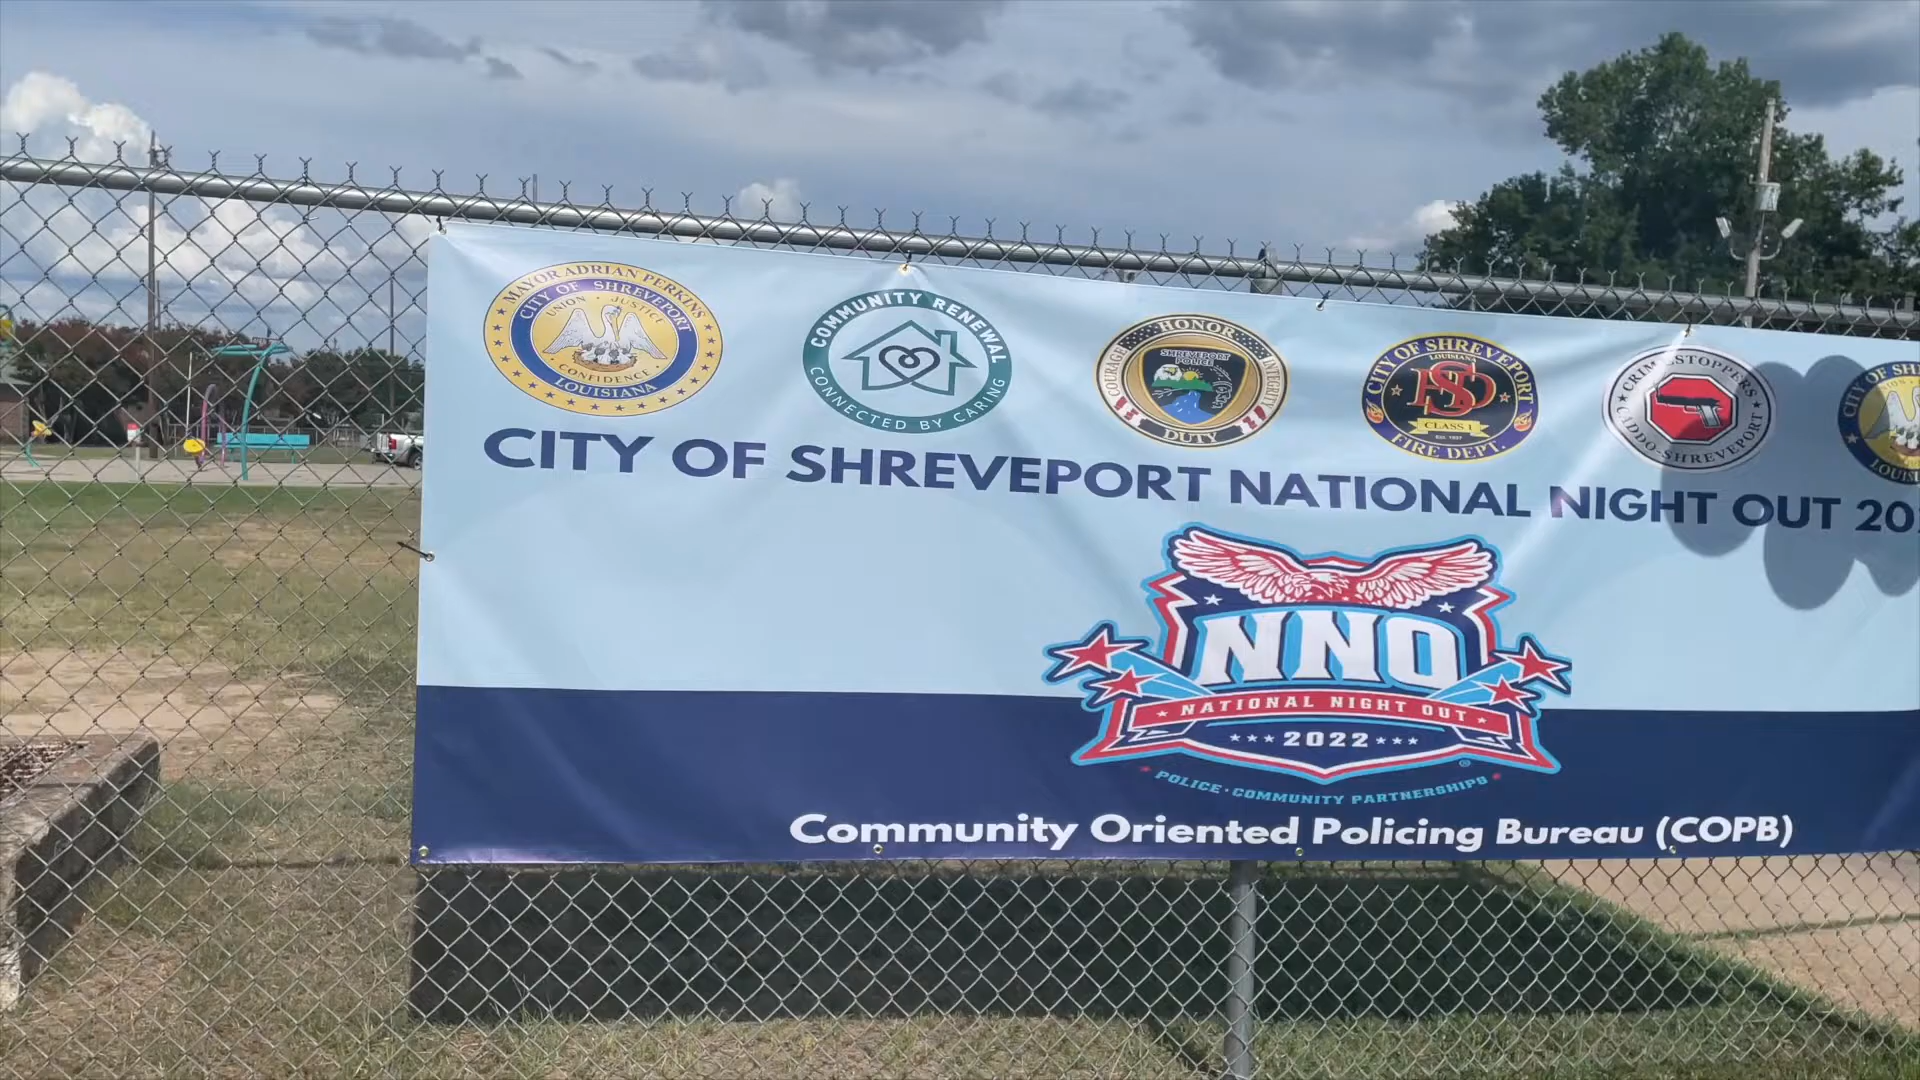 MAYOR ADRIAN PERKINS
CITY OF SHREVEPORT
UNION · JUSTICE
CONFIDENCE
LOUISIANA
COMMUNITY RENEWAL
CONNECTED BY CARING
HONOR
COURAGE
INTEGRITY
SHREVEPORT
POLICE
DUTY
CITY OF SHREVEPORT
LOUISIANA
SFD
CLASS 1
FIRE DEPT.
CRIMESTOPPERS
CADDO-SHREVEPORT
CITY OF SHREVEPORT NATIONAL NIGHT OUT 20
NNO
NATIONAL NIGHT OUT
2022
POLICE · COMMUNITY PARTNERSHIPS
Community Oriented Policing Bureau (COPB)